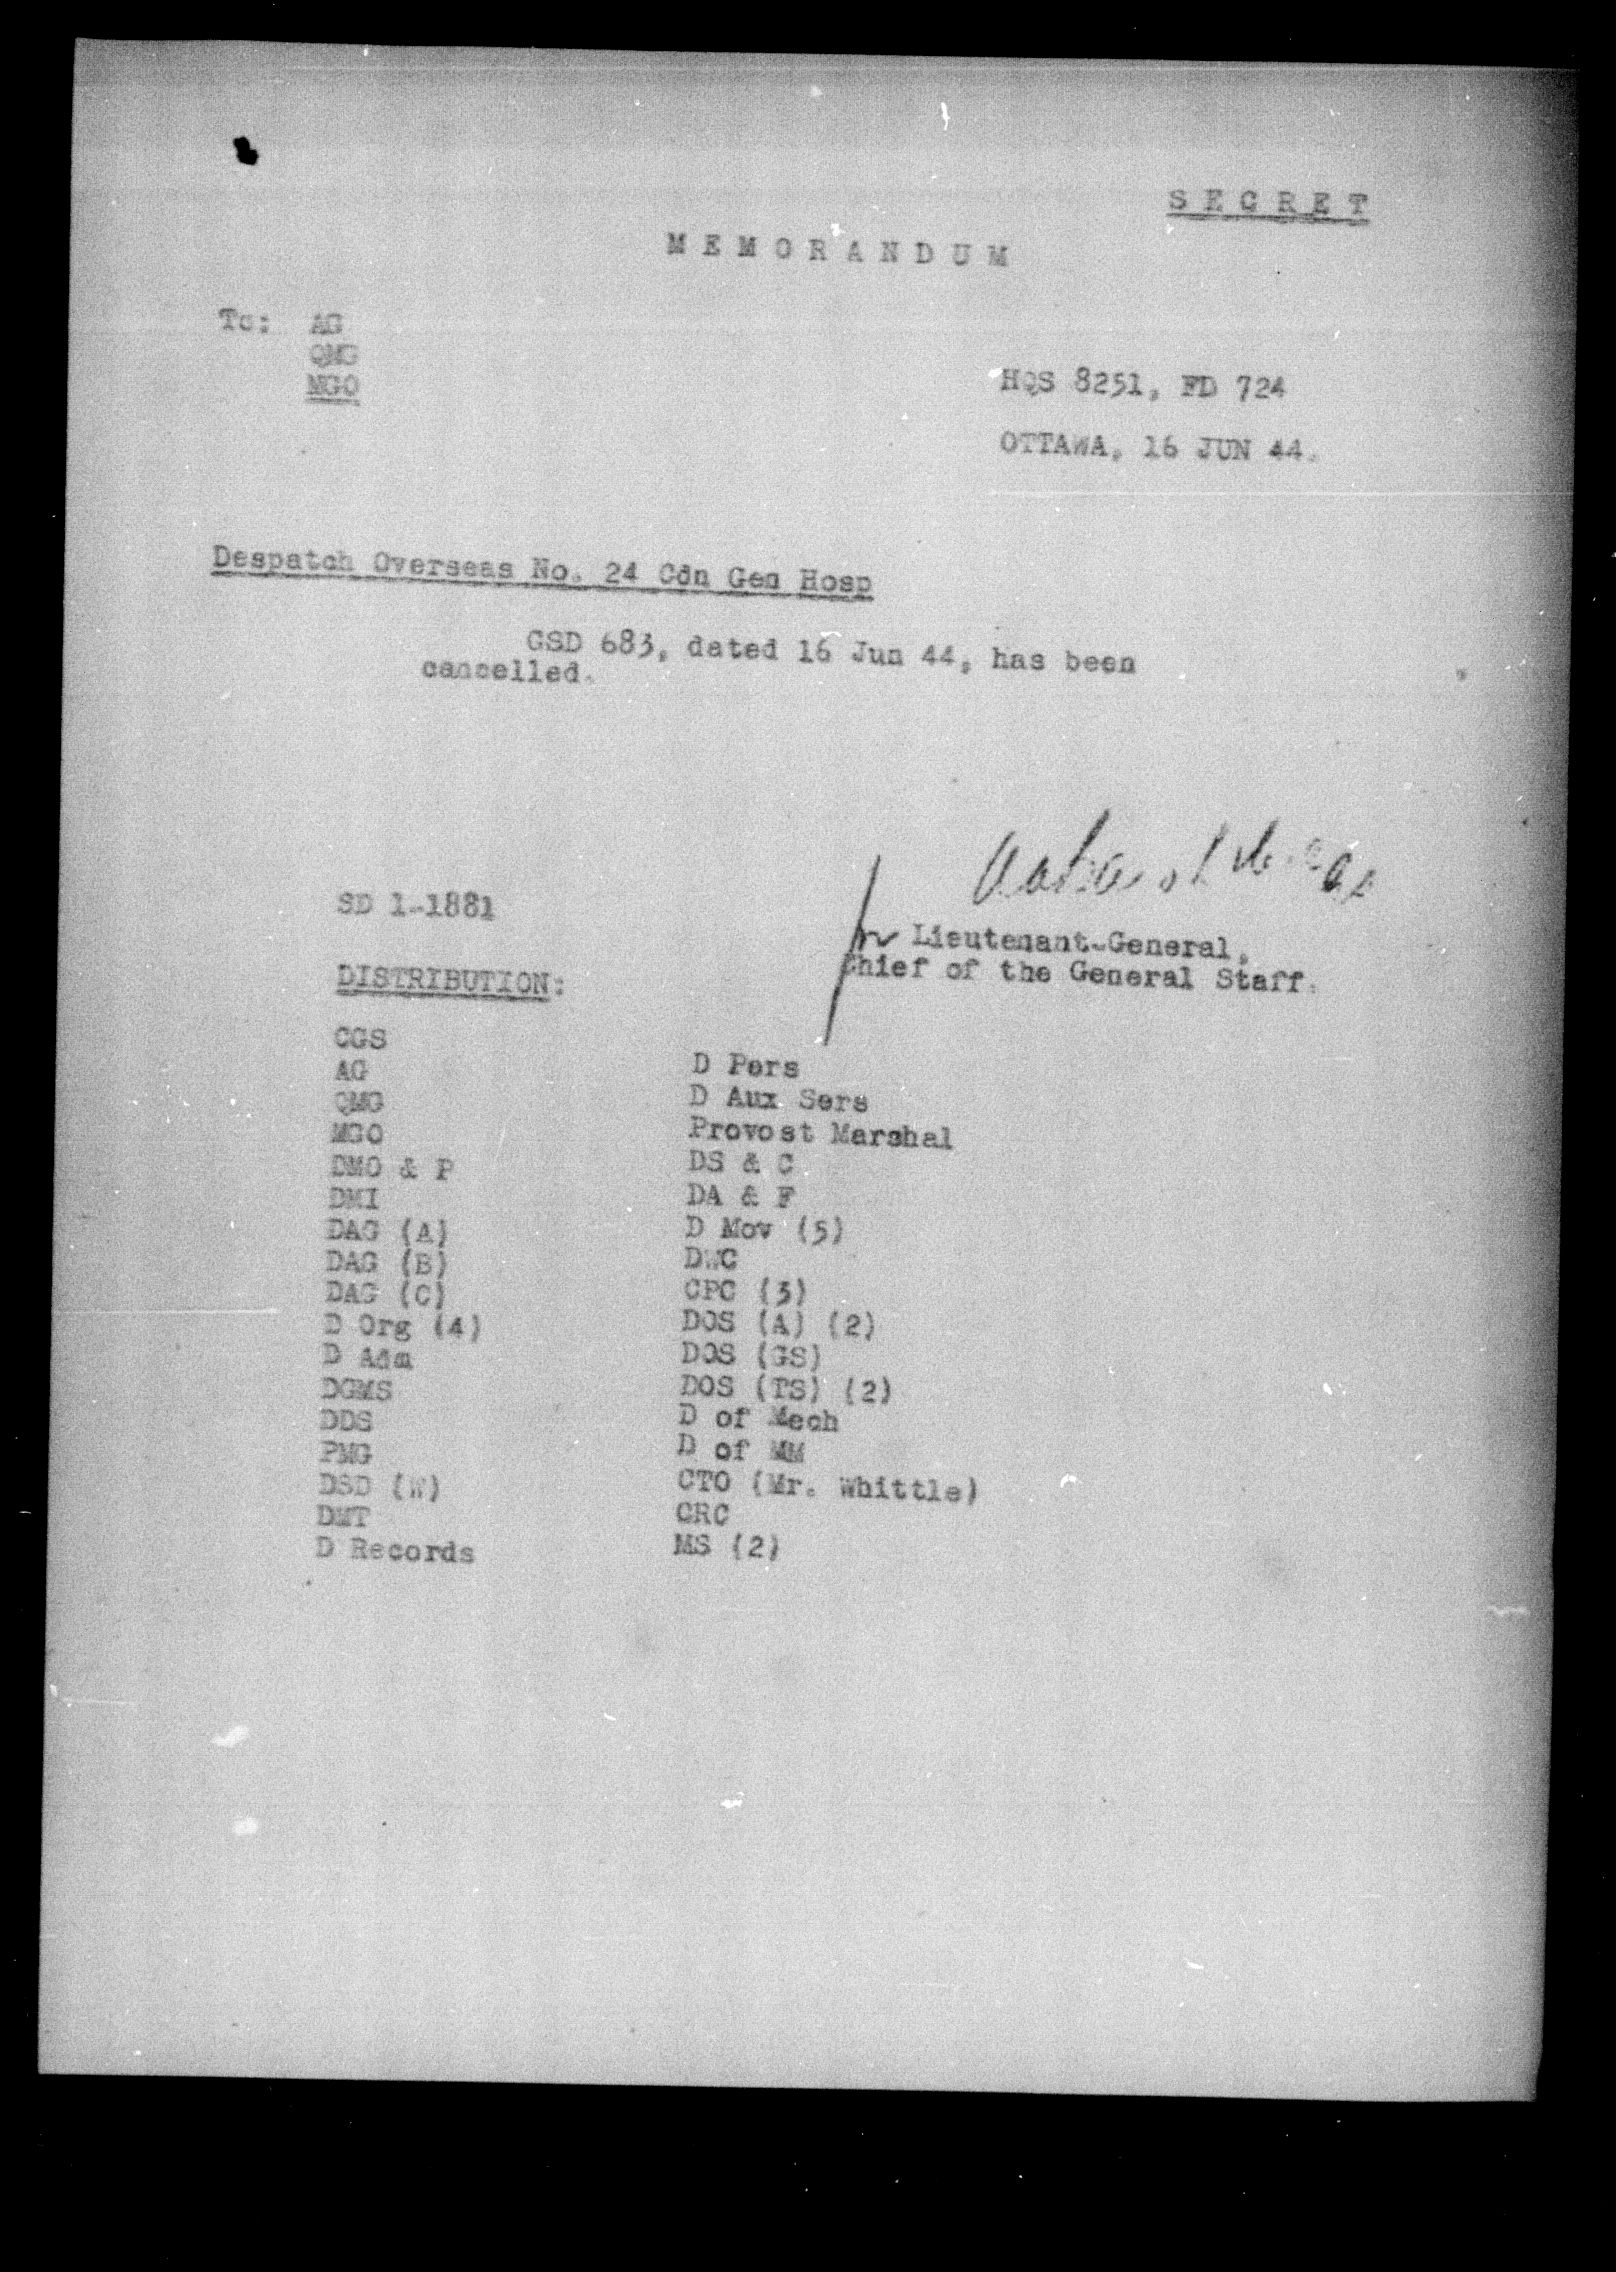 SECRET
MEMORANDUM
To: AG
QMG
MGO
HQS 8251, FD 724
OTTAWA, 16 JUN 44.
Despatch Overseas No. 24 Cdn Gen Hosp
GSD 683, dated 16 Jun 44, has been
cancelled.
SD 1-1881
for Lieutenant-General,
Chief of the General Staff.
DISTRIBUTION:
CGS
AG
QMG
MGO
DMO & P
DMI
DAG (A)
DAG (B)
DAG (C)
D Org (4)
D Adm
DGMS
DDS
PMG
DSD (W)
DMT
D Records
D Pers
D Aux Sers
Provost Marshal
DS & C
DA & F
D Mov (5)
DWC
CPC (3)
DOS (A) (2)
DOS (GS)
DOS (TS) (2)
D of Mech
D of MM
CTO (Mr. Whittle)
CRC
MS (2)